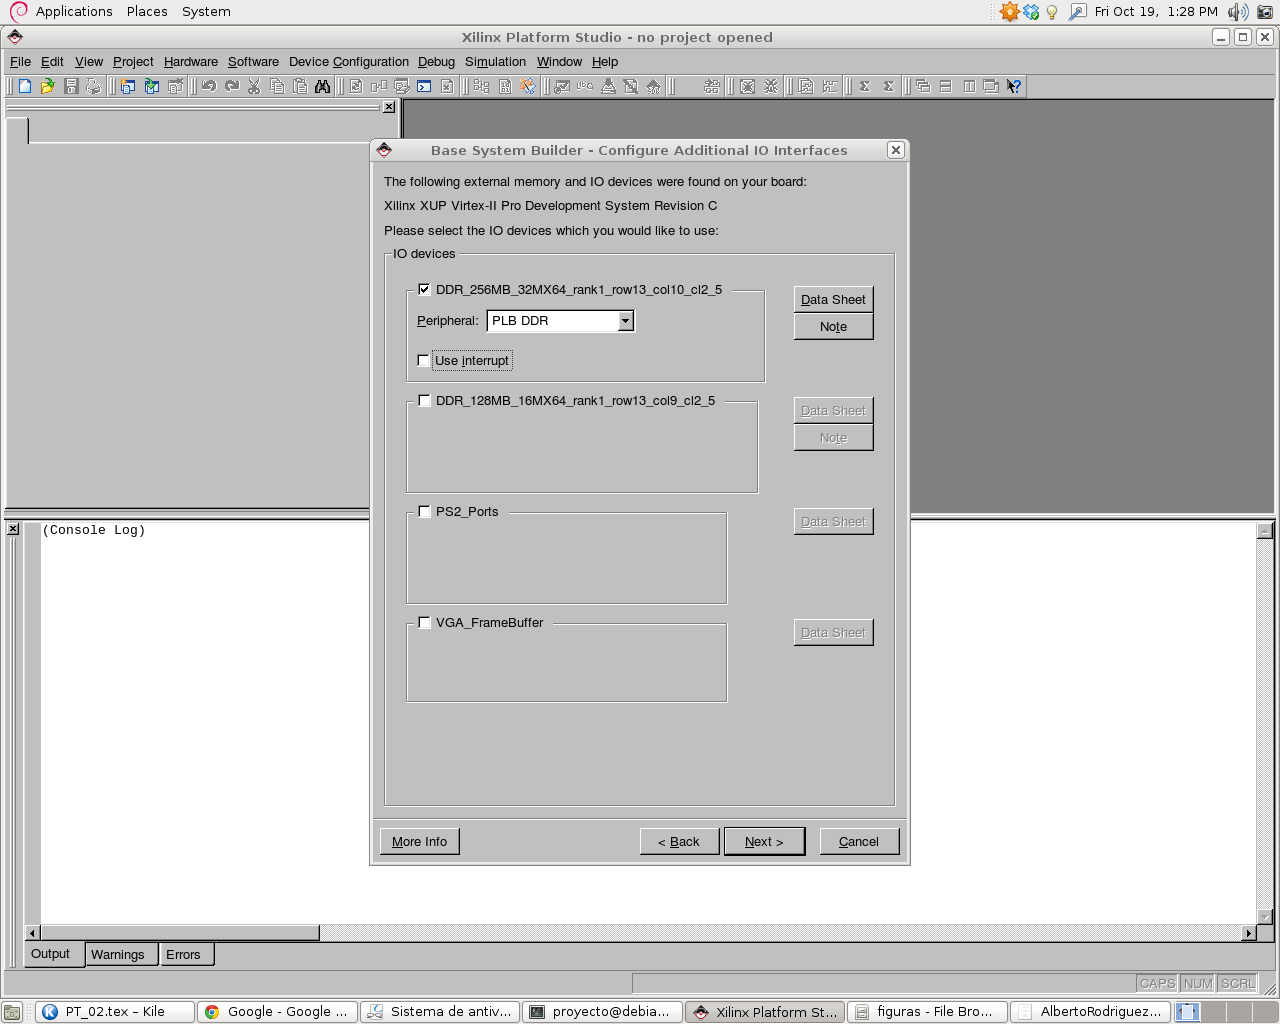 Applications Places System
Fri Oct 19, 1:28 PM
Xilinx Platform Studio - no project opened
File Edit View Project Hardware Software Device Configuration Debug Simulation Window Help
Base System Builder - Configure Additional IO Interfaces
The following external memory and IO devices were found on your board:
Xilinx XUP Virtex-II Pro Development System Revision C
Please select the IO devices which you would like to use:
IO devices
DDR_256MB_32MX64_rank1_row13_col10_cl2_5
Data Sheet
Peripheral: PLB DDR
Note
Use interrupt
DDR_128MB_16MX64_rank1_row13_col9_cl2_5
Data Sheet
Note
PS2_Ports
Data Sheet
VGA_FrameBuffer
Data Sheet
More Info < Back Next > Cancel
(Console Log)
Output Warnings Errors
CAPS NUM SCRL
PT_02.tex – Kile Google - Google ... Sistema de antiv... proyecto@debia... Xilinx Platform St... figuras - File Bro... AlbertoRodriguez...